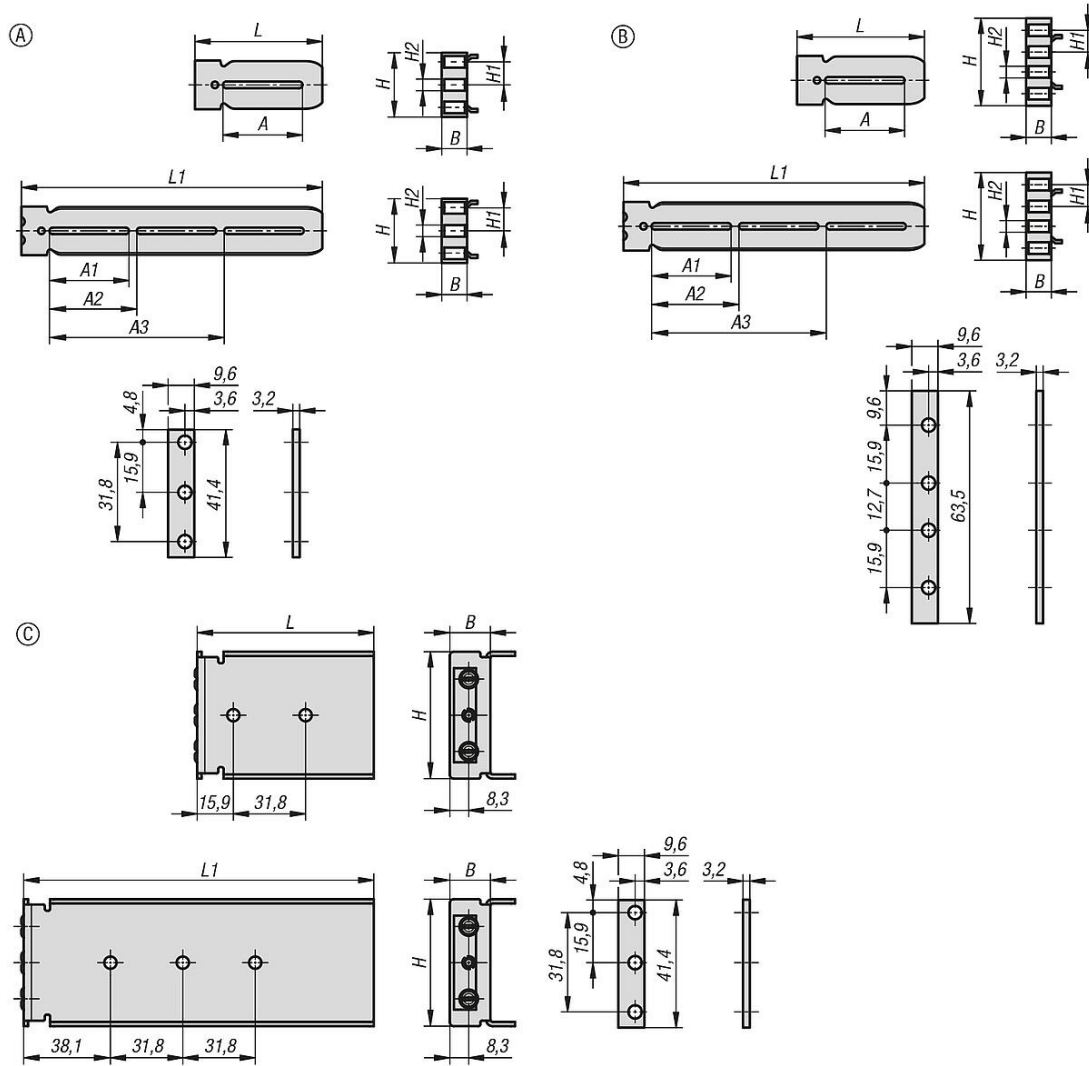 A
L
A
H
H2
H1
B
L1
A1
A2
A3
H
H2
H1
B
9,6
3,6
4,8
15,9
31,8
41,4
3,2
B
L
A
H
H2
H1
B
L1
A1
A2
A3
H
H2
H1
B
9,6
3,6
3,2
9,6
15,9
12,7
15,9
63,5
C
L
H
B
15,9
31,8
8,3
L1
H
B
38,1
31,8
31,8
8,3
9,6
3,6
4,8
15,9
31,8
41,4
3,2